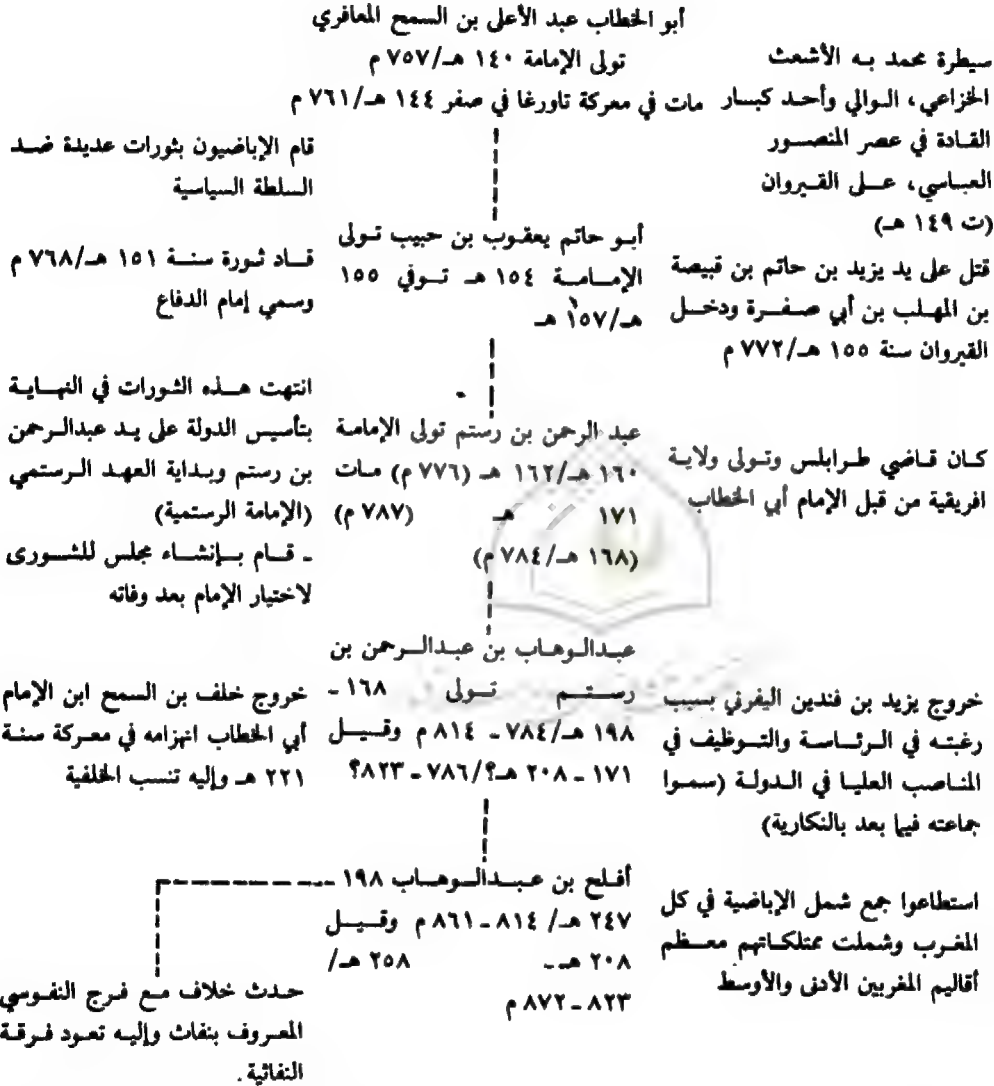 أبو الخطاب عبد الأعلى بن السمح المعافري
تولى الإمامة ١٤٠ هـ/٧٥٧ م
مات في معركة تاورغا في صفر ١٤٤ هـ/٧٦١ م
سيطرة محمد به الأشعث
الخزاعي، الوالي وأحد كبار
القادة في عصر المنصور
العباسي، على القيروان
(ت ١٤٩ هـ)
قام الإباضيون بثورات عديدة ضد
السلطة السياسية
أبو حاتم يعقوب بن حبيب تولى
الإمامة ١٥٤ هـ توفي ١٥٥
هـ/١٥٧ هـ
قتل على يد يزيد بن حاتم بن قبيصة
بن المهلب بن أبي صفرة ودخل
القيروان سنة ١٥٥ هـ/٧٧٢ م
قاد ثورة سنة ١٥١ هـ/٧٦٨ م
وسمي إمام الدفاع
عبد الرحمن بن رستم تولى الإمامة
١٦٠ هـ/١٦٢ هـ (٧٧٦ م) مات
١٧١ هـ (٧٨٧ م)
(١٦٨ هـ/٧٨٤ م)
كان قاضي طرابلس وتولى ولاية
افريقية من قبل الإمام أبي الخطاب
انتهت هذه الثورات في النهاية
بتأسيس الدولة على يد عبدالرحمن
بن رستم وبداية العهد الرستمي
(الإمامة الرستمية)
ـ قام بإنشاء مجلس للشورى
لاختيار الإمام بعد وفاته
عبدالوهاب بن عبدالرحمن بن
رستم تولى ١٦٨ ـ
١٩٨ هـ/٧٨٤ ـ ٨١٤ م وقيل
١٧١ ـ ٢٠٨ هـ؟/٧٨٦ ـ ٨٢٣؟
خروج يزيد بن فندين اليفرني بسبب
رغبته في الرئاسة والتوظيف في
المناصب العليا في الدولة (سموا
جماعته فيما بعد بالنكارية)
خروج خلف بن السمح ابن الإمام
أبي الخطاب انهزامه في معركة سنة
٢٢١ هـ وإليه تنسب الخلفية
أفلح بن عبدالوهاب ١٩٨ ـ
٢٤٧ هـ/ ٨١٤ ـ ٨٦١ م وقيل
٢٠٨ هـ ـ ٢٥٨ هـ/
٨٢٣ ـ ٨٧٢ م
استطاعوا جمع شمل الإباضية في كل
المغرب وشملت ممتلكاتهم معظم
أقاليم المغربين الأدنى والأوسط
حدث خلاف مع فرج النفوسي
المعروف بنفاث وإليه تعود فرقة
النفاثية.